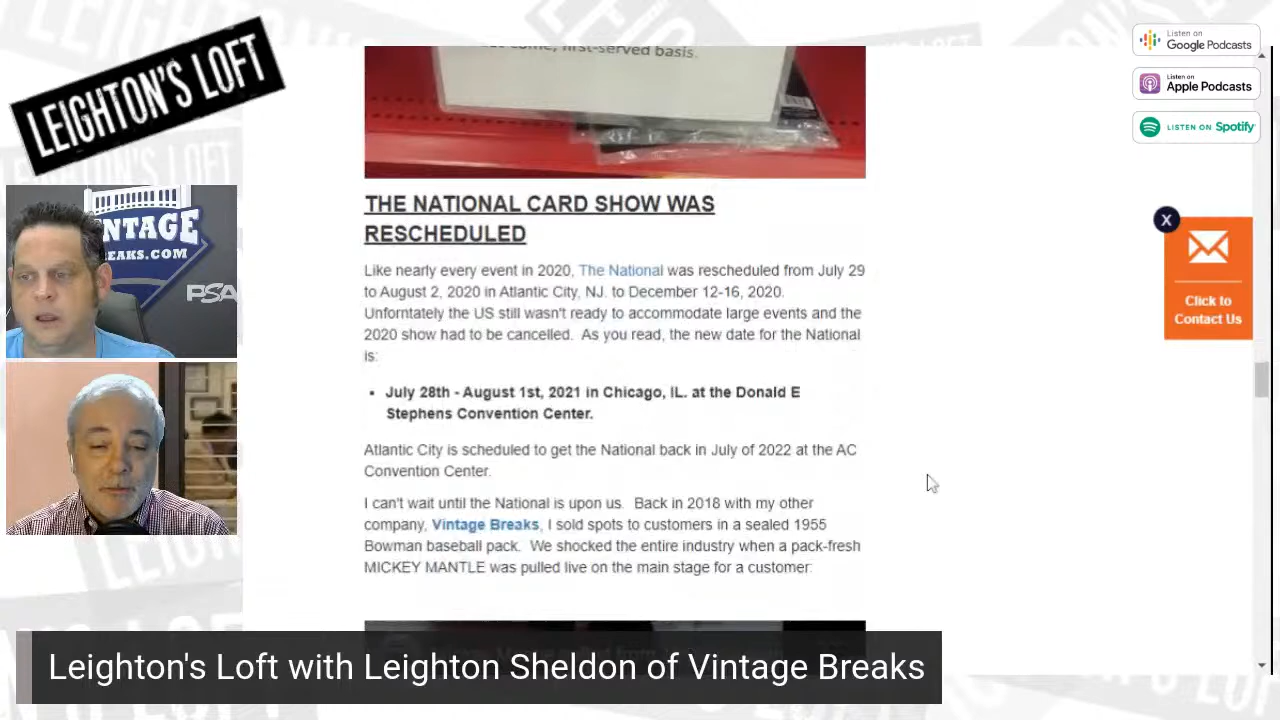 LEIGHTON'S LOFT
Listen on
Google Podcasts
Listen on
Apple Podcasts
LISTEN ON Spotify
come, first-served basis.
VINTAGE
BREAKS.COM
PSA
THE NATIONAL CARD SHOW WAS
RESCHEDULED
Like nearly every event in 2020, The National was rescheduled from July 29
to August 2, 2020 in Atlantic City, NJ. to December 12-16, 2020.
Unforntately the US still wasn't ready to accommodate large events and the
2020 show had to be cancelled. As you read, the new date for the National
is:
• July 28th - August 1st, 2021 in Chicago, IL. at the Donald E
Stephens Convention Center.
Atlantic City is scheduled to get the National back in July of 2022 at the AC
Convention Center.
I can't wait until the National is upon us. Back in 2018 with my other
company, Vintage Breaks, I sold spots to customers in a sealed 1955
Bowman baseball pack. We shocked the entire industry when a pack-fresh
MICKEY MANTLE was pulled live on the main stage for a customer:
X
Click to
Contact Us
Leighton's Loft with Leighton Sheldon of Vintage Breaks